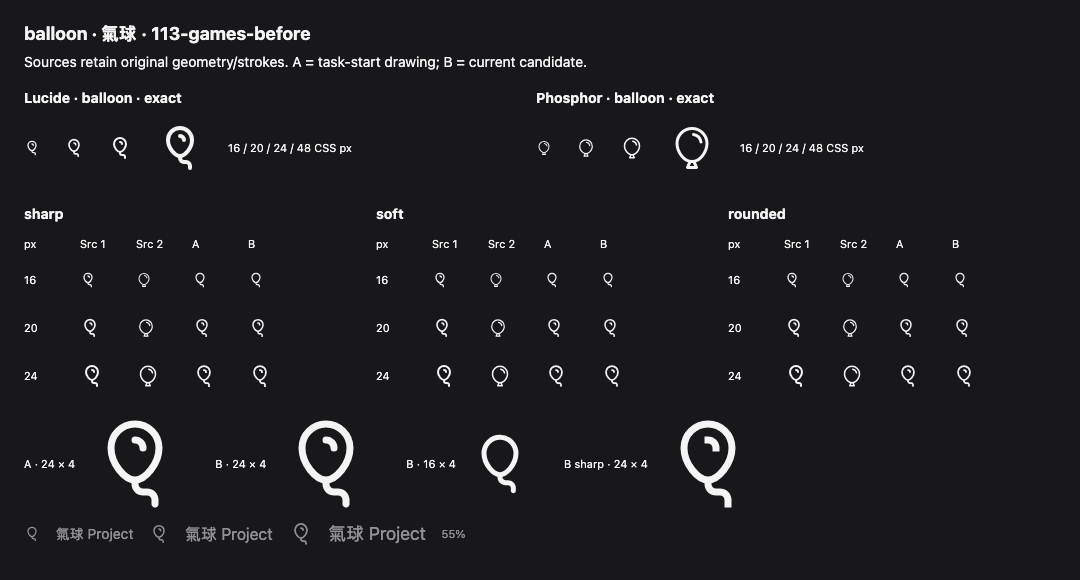 balloon · 氣球 · 113-games-before
Sources retain original geometry/strokes. A = task-start drawing; B = current candidate.
Lucide · balloon · exact
16 / 20 / 24 / 48 CSS px
Phosphor · balloon · exact
16 / 20 / 24 / 48 CSS px
sharp
px Src 1 Src 2 A B
16
20
24
soft
px Src 1 Src 2 A B
16
20
24
rounded
px Src 1 Src 2 A B
16
20
24
A · 24 × 4
B · 24 × 4
B · 16 × 4
B sharp · 24 × 4
氣球 Project
氣球 Project
氣球 Project
55%